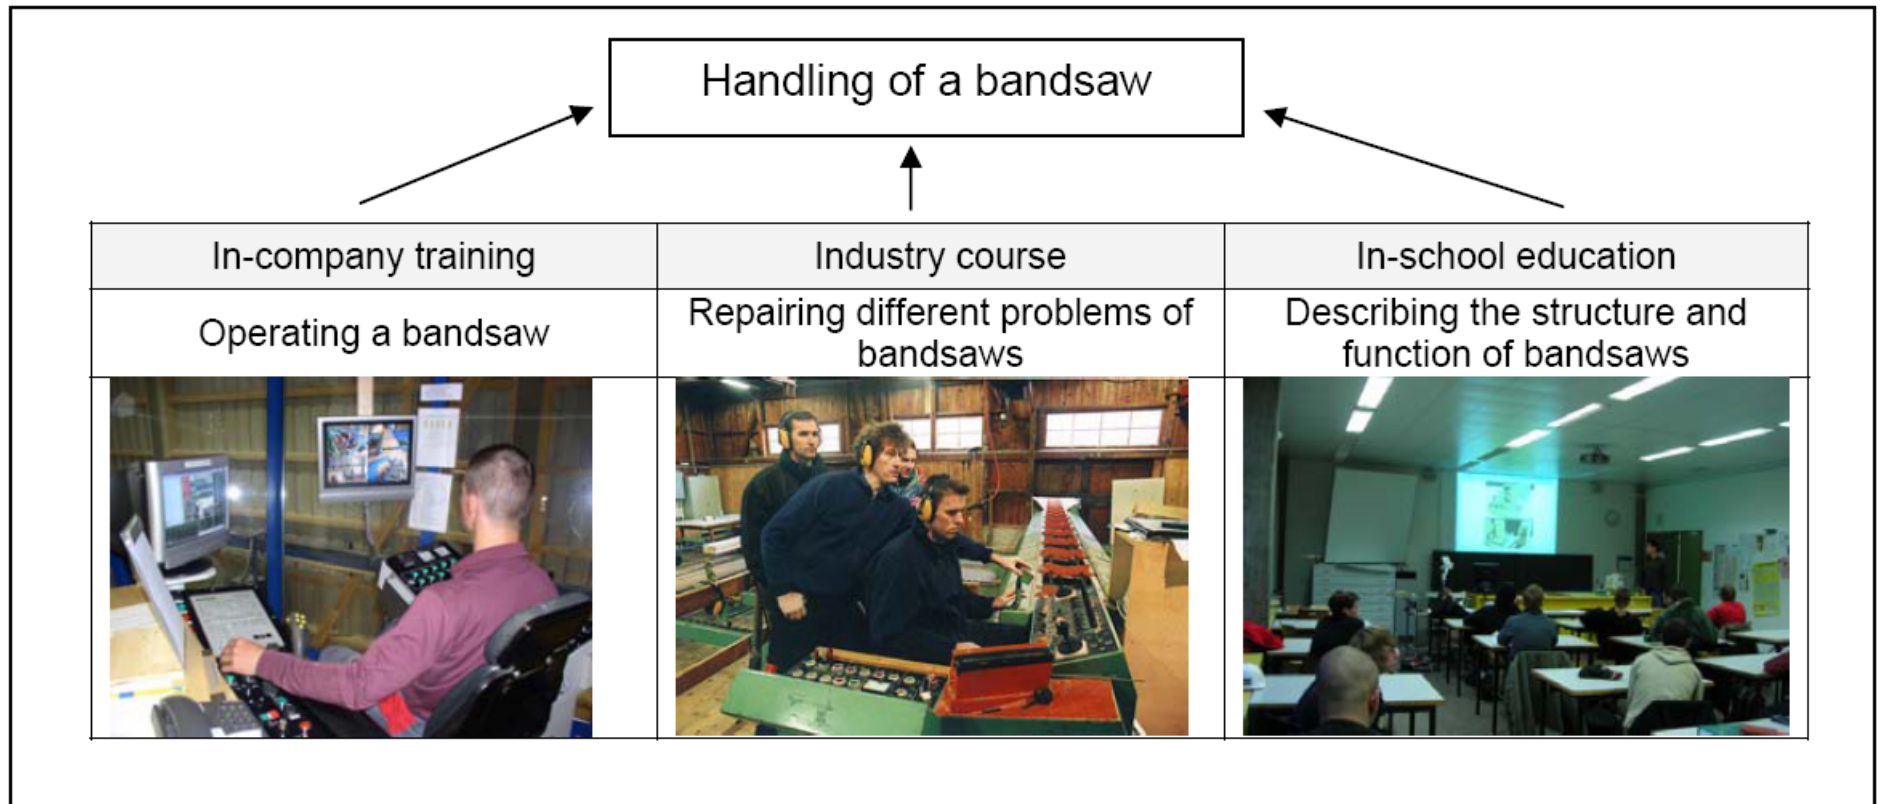 Handling of a bandsaw
In-company training
Industry course
In-school education
Operating a bandsaw
Repairing different problems of
bandsaws
Describing the structure and
function of bandsaws